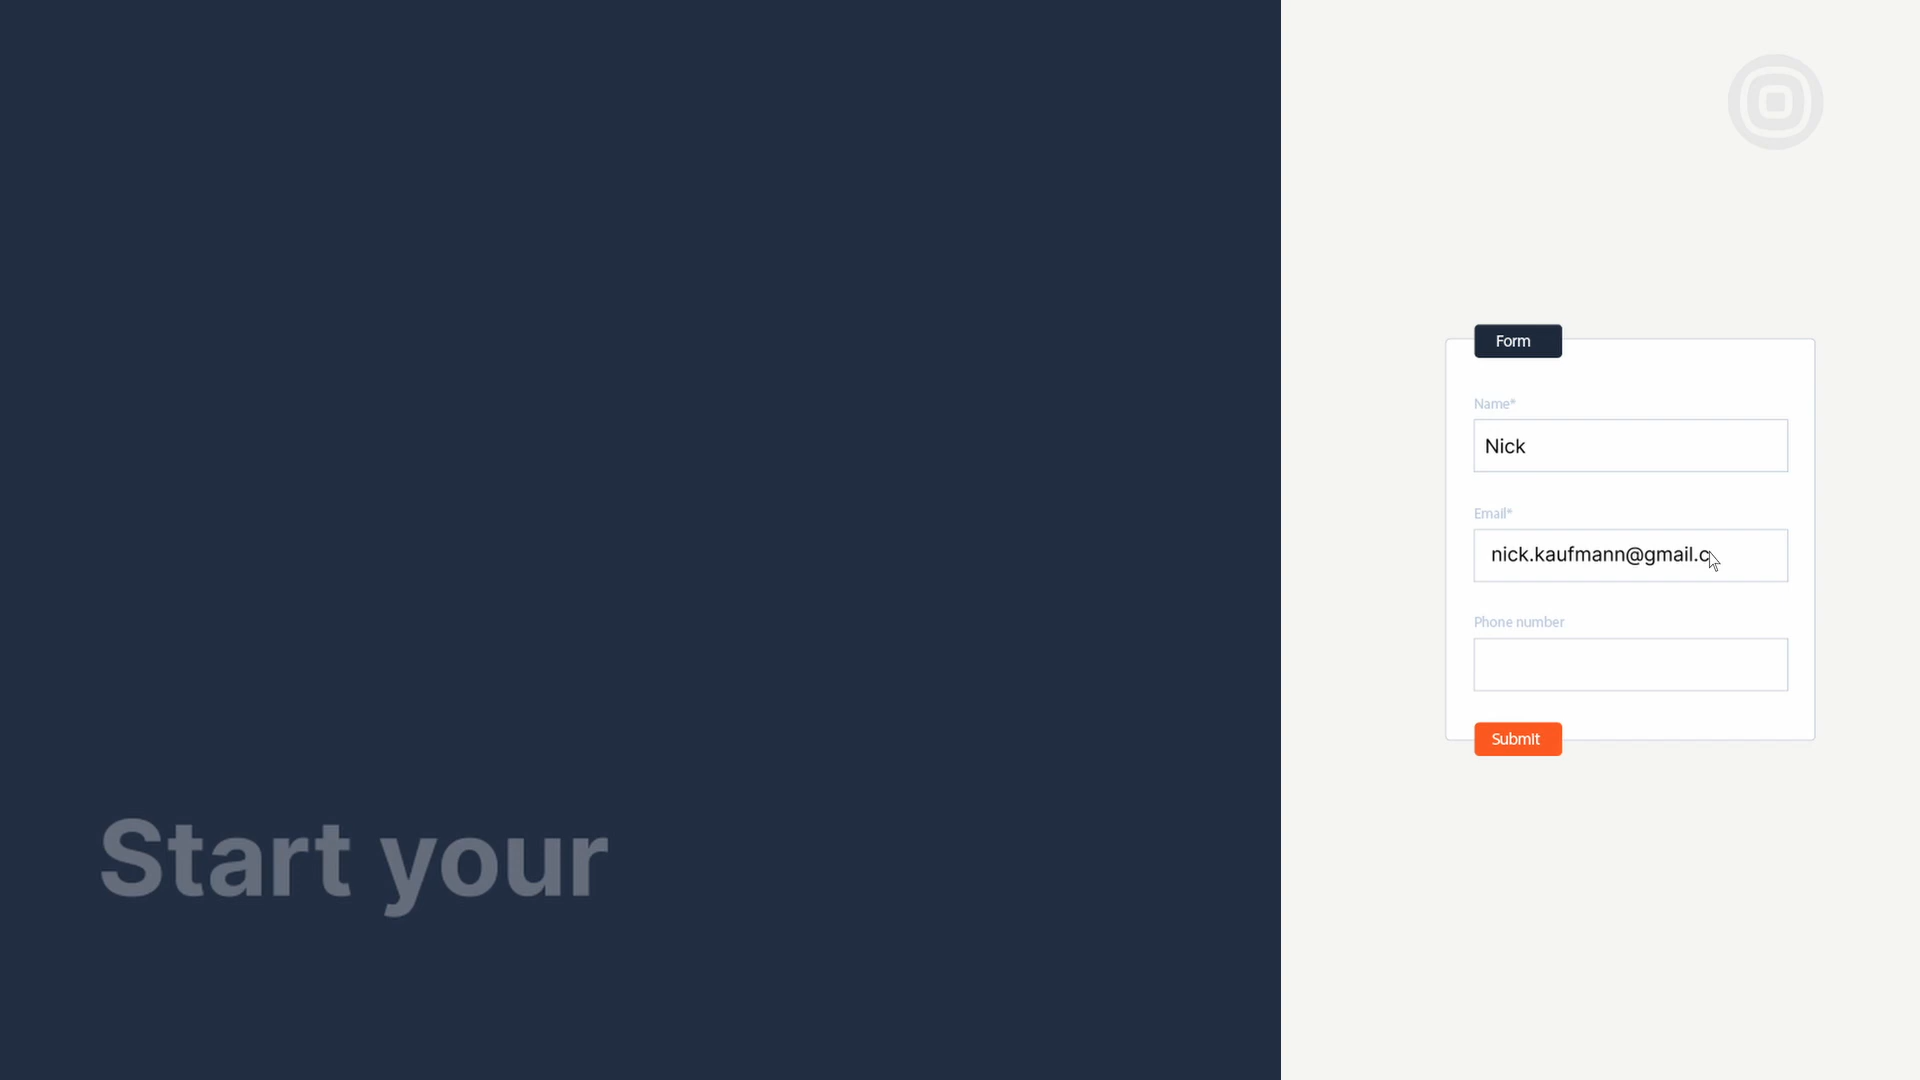 Start your
Form
Name*
Nick
Email*
nick.kaufmann@gmail.c
Phone number
Submit